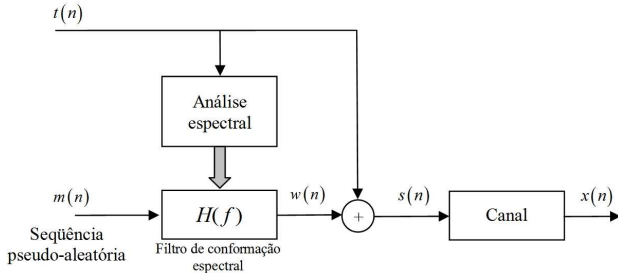 t(n)
Análise
espectral
m(n)
H(f)
w(n)
+
s(n)
Canal
x(n)
Seqüência
pseudo-aleatória
Filtro de conformação
espectral